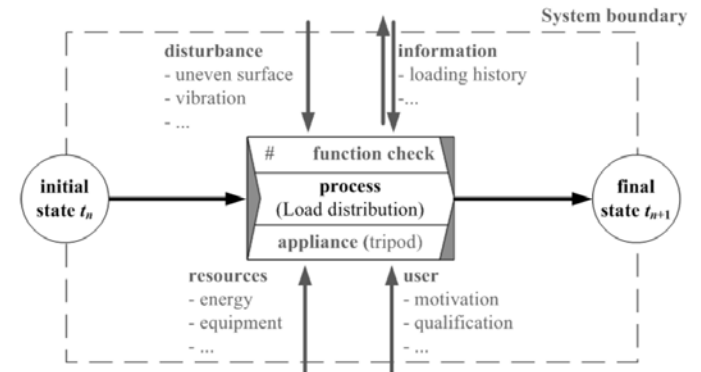 System boundary
disturbance
- uneven surface
- vibration
- ...
information
- loading history
-...
# function check
initial
state tn
process
(Load distribution)
final
state tn+1
appliance (tripod)
resources
- energy
- equipment
- ...
user
- motivation
- qualification
- ...